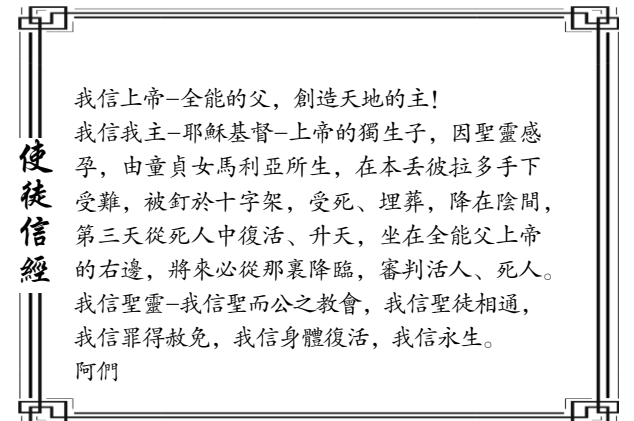 使徒信經
我信上帝–全能的父，創造天地的主！
我信我主–耶穌基督–上帝的獨生子，因聖靈感
孕，由童貞女馬利亞所生，在本丟彼拉多手下
受難，被釘於十字架，受死、埋葬，降在陰間，
第三天從死人中復活、升天，坐在全能父上帝
的右邊，將來必從那裏降臨，審判活人、死人。
我信聖靈–我信聖而公之教會，我信聖徒相通，
我信罪得赦免，我信身體復活，我信永生。
阿們